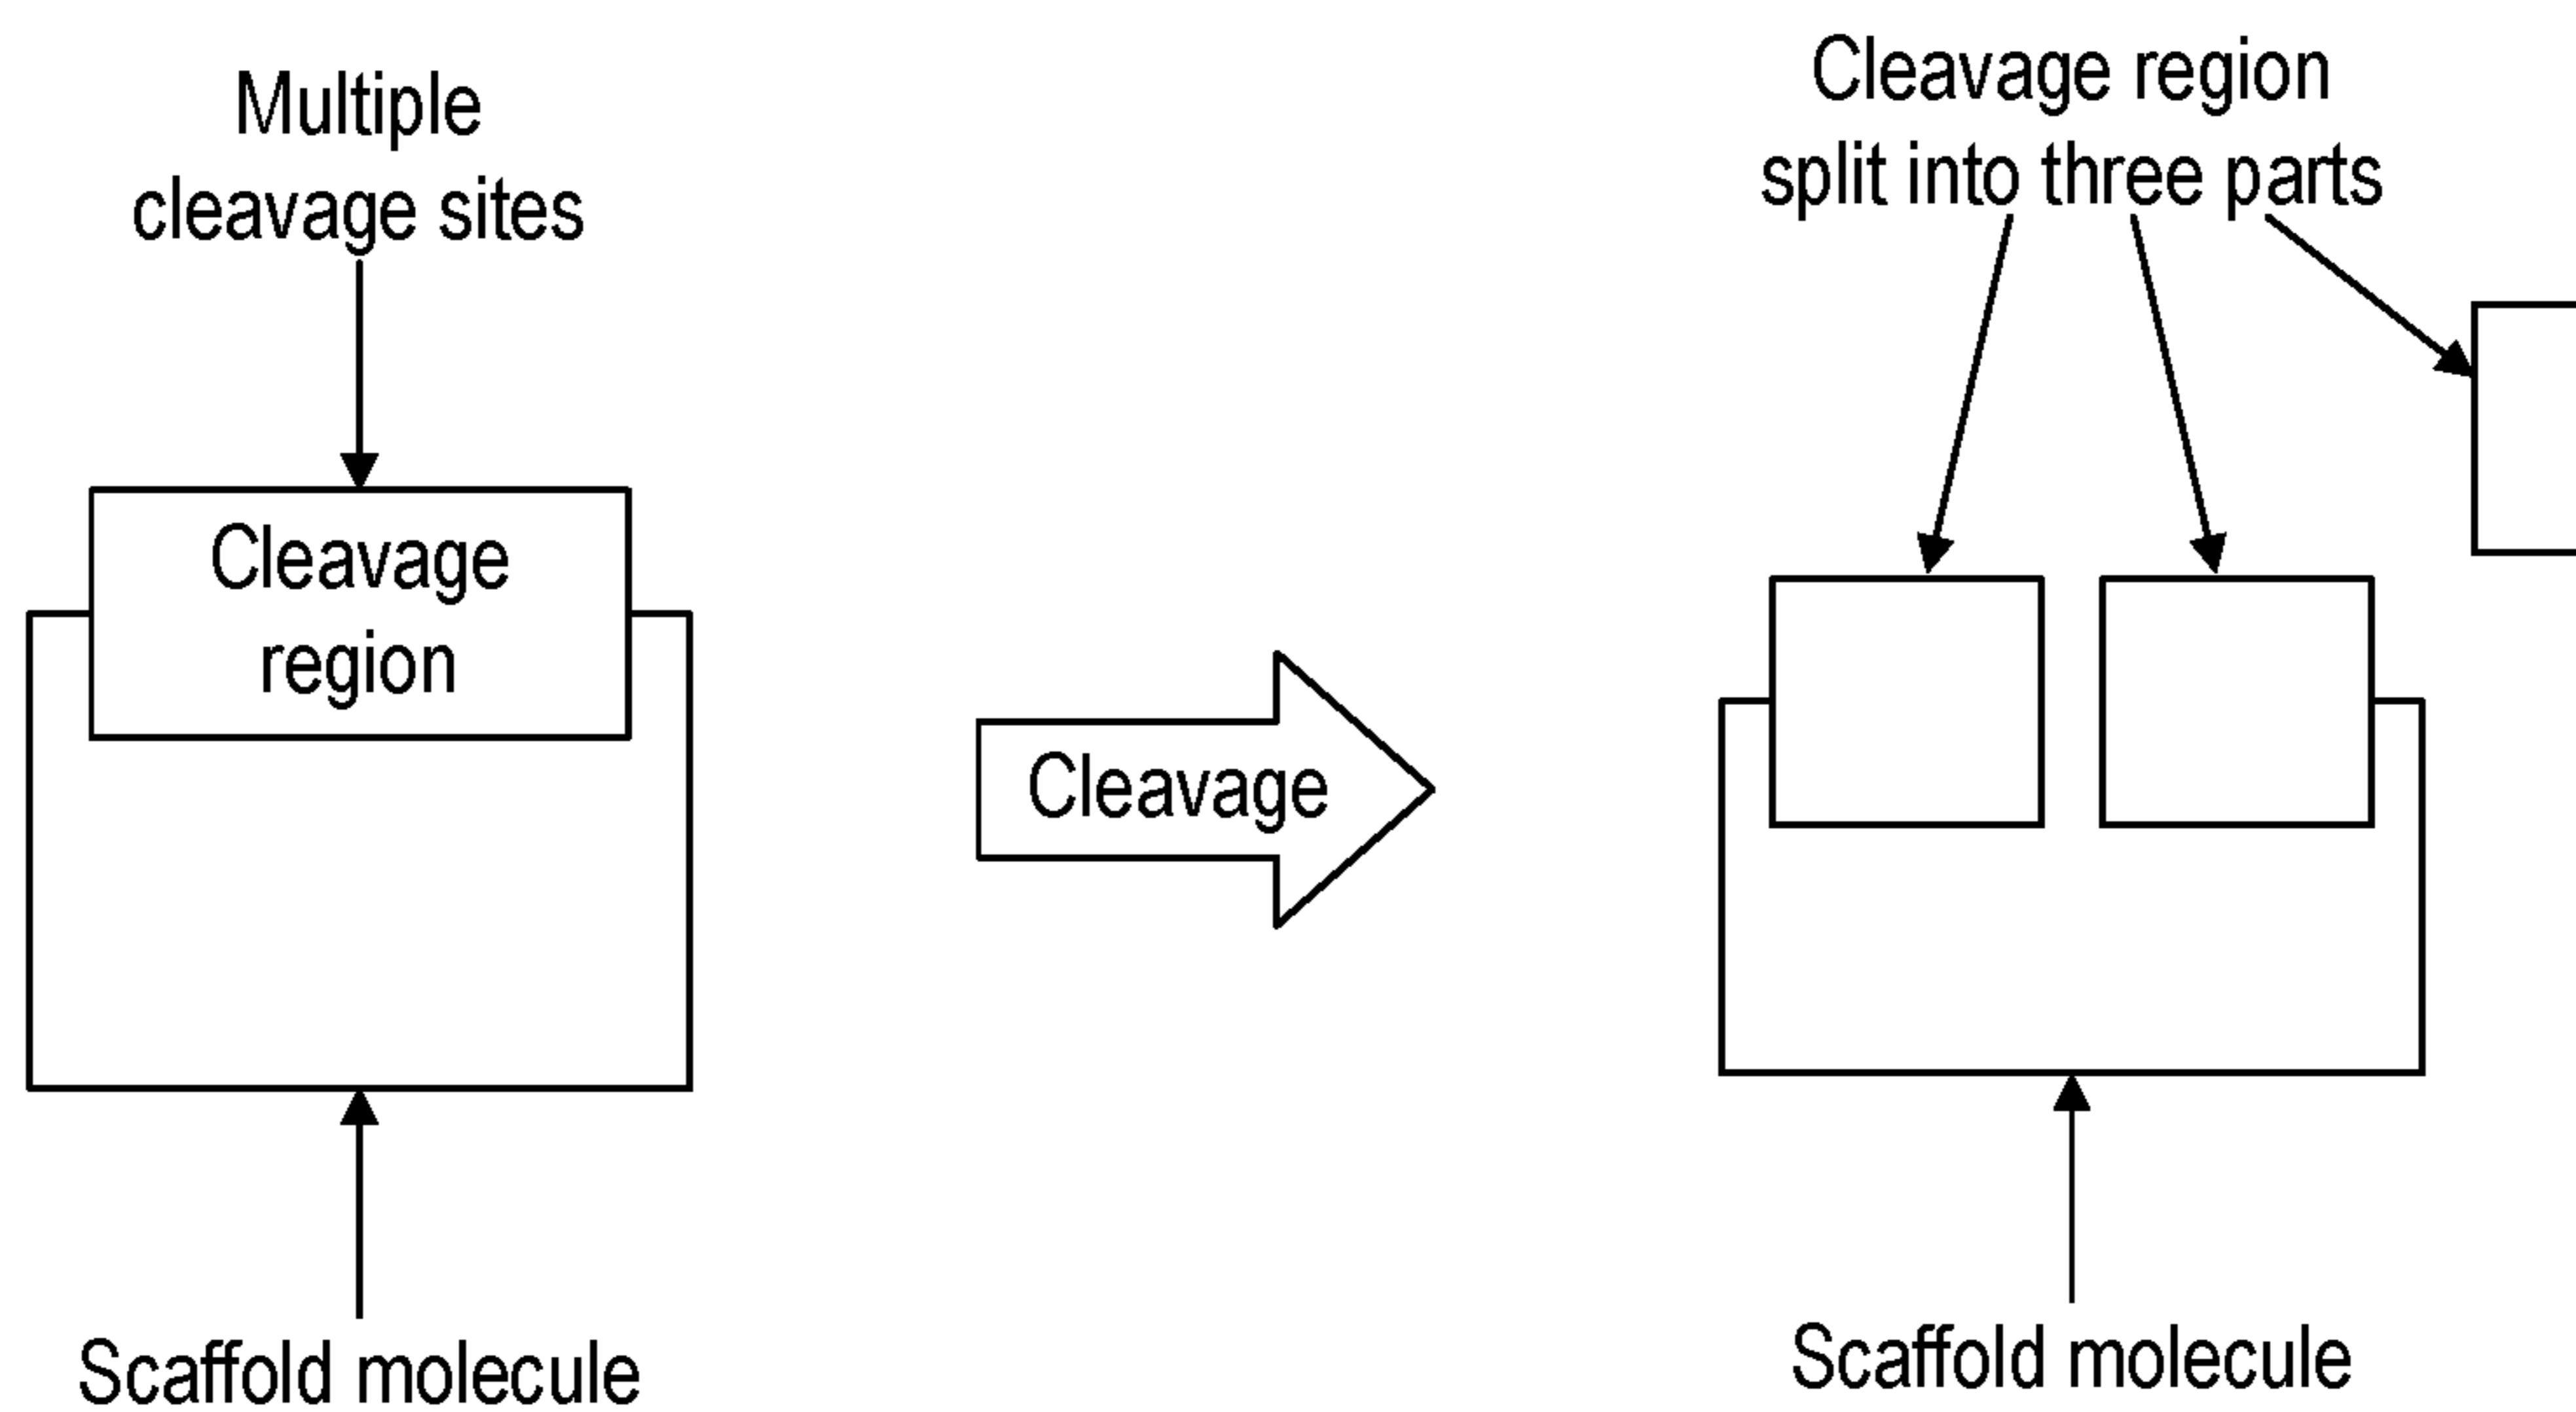 Multiple
cleavage sites
Cleavage
region
Scaffold molecule
Cleavage
Cleavage region
split into three parts
Scaffold molecule